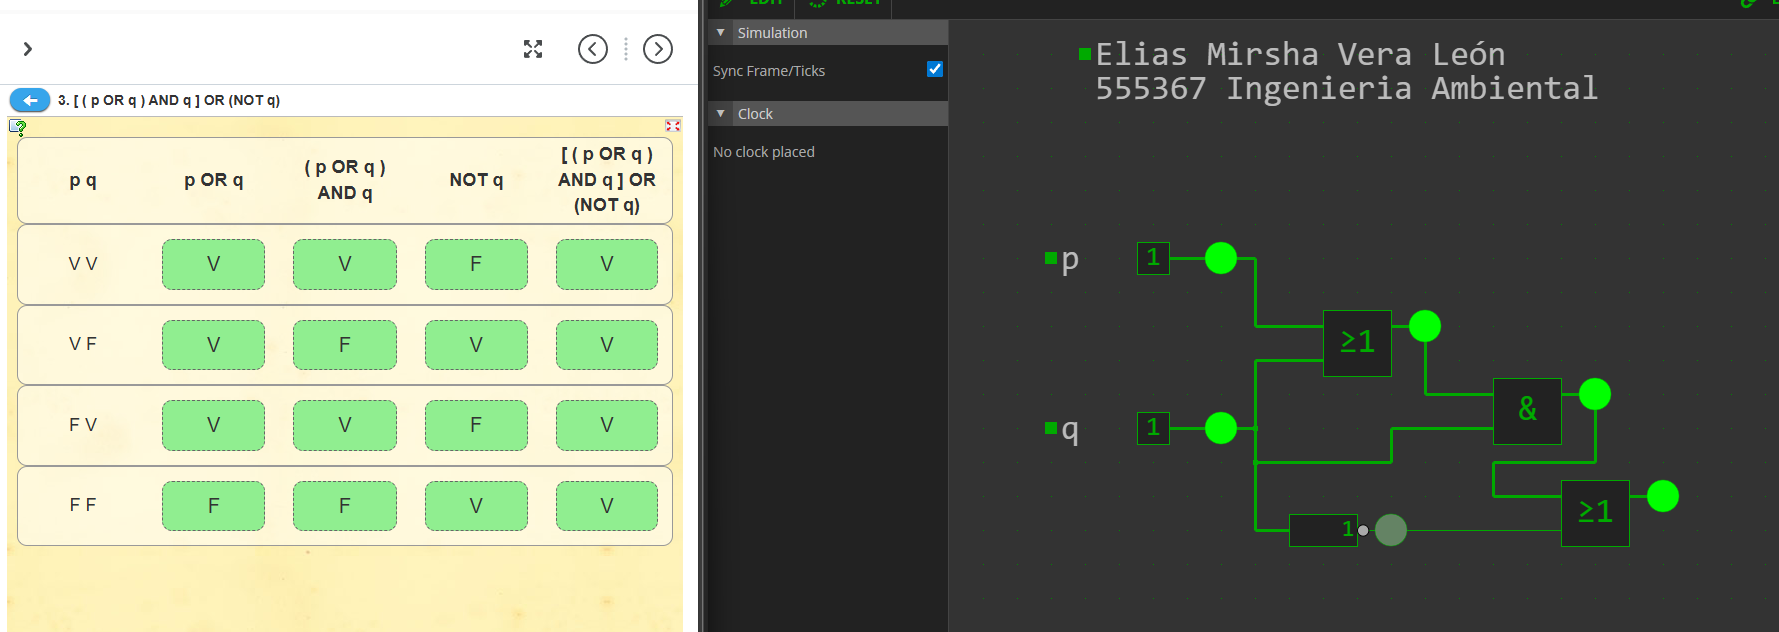 EDIT RESET
3. [ ( p OR q ) AND q ] OR (NOT q)
p q p OR q ( p OR q ) AND q NOT q [ ( p OR q ) AND q ] OR (NOT q)
V V V V F V
V F V F V V
F V V V F V
F F F F V V
Simulation
Sync Frame/Ticks
Clock
No clock placed
Elias Mirsha Vera León
555367 Ingenieria Ambiental
p 1
≥1
q 1
&
≥1
1